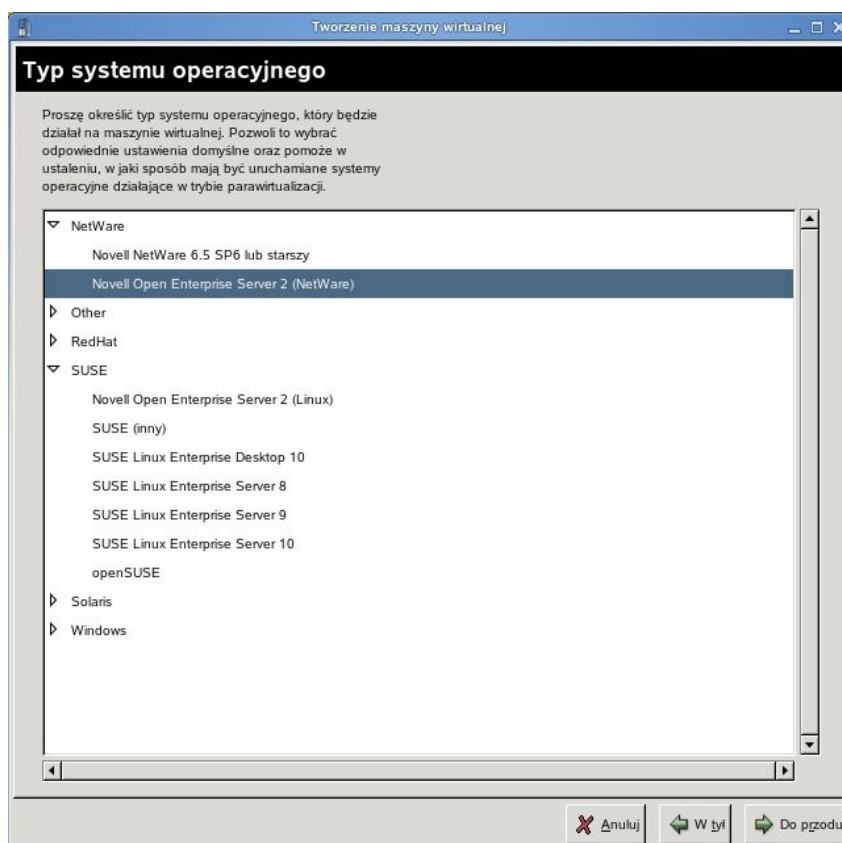 Tworzenie maszyny wirtualnej
Typ systemu operacyjnego
Proszę określić typ systemu operacyjnego, który będzie
działał na maszynie wirtualnej. Pozwoli to wybrać
odpowiednie ustawienia domyślne oraz pomoże w
ustaleniu, w jaki sposób mają być uruchamiane systemy
operacyjne działające w trybie parawirtualizacji.
NetWare
Novell NetWare 6.5 SP6 lub starszy
Novell Open Enterprise Server 2 (NetWare)
Other
RedHat
SUSE
Novell Open Enterprise Server 2 (Linux)
SUSE (inny)
SUSE Linux Enterprise Desktop 10
SUSE Linux Enterprise Server 8
SUSE Linux Enterprise Server 9
SUSE Linux Enterprise Server 10
openSUSE
Solaris
Windows
Anuluj W tył Do przodu